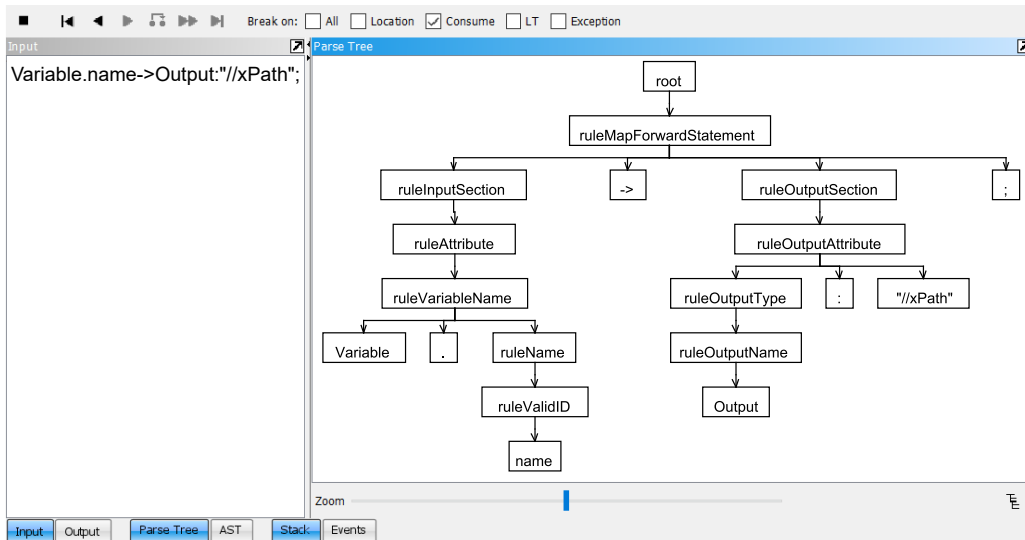 Break on: All Location Consume LT Exception
Input
Parse Tree
Variable.name->Output:"//xPath";
root
ruleMapForwardStatement
ruleInputSection -> ruleOutputSection ;
ruleAttribute ruleOutputAttribute
ruleVariableName ruleOutputType : "//xPath"
Variable . ruleName ruleOutputName
ruleValidID Output
name
Zoom
Input Output Parse Tree AST Stack Events